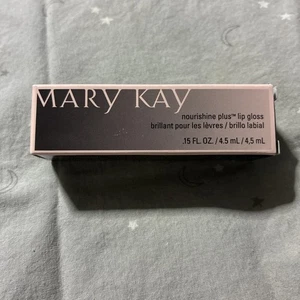 MARY KAY
nourishine plus™ lip gloss
brillant pour les lèvres / brillo labial
.15 FL. OZ. / 4.5 mL / 4,5 mL